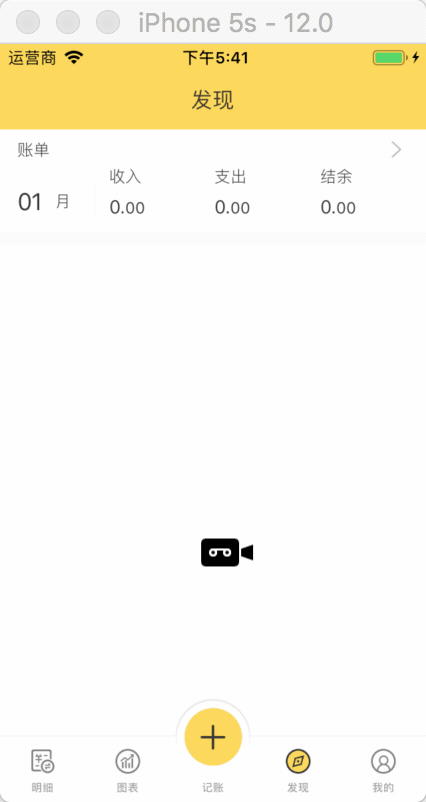 iPhone 5s - 12.0
运营商 下午5:41
发现
账单
收入 支出 结余
01 月 0.00 0.00 0.00
明细 图表 记账 发现 我的